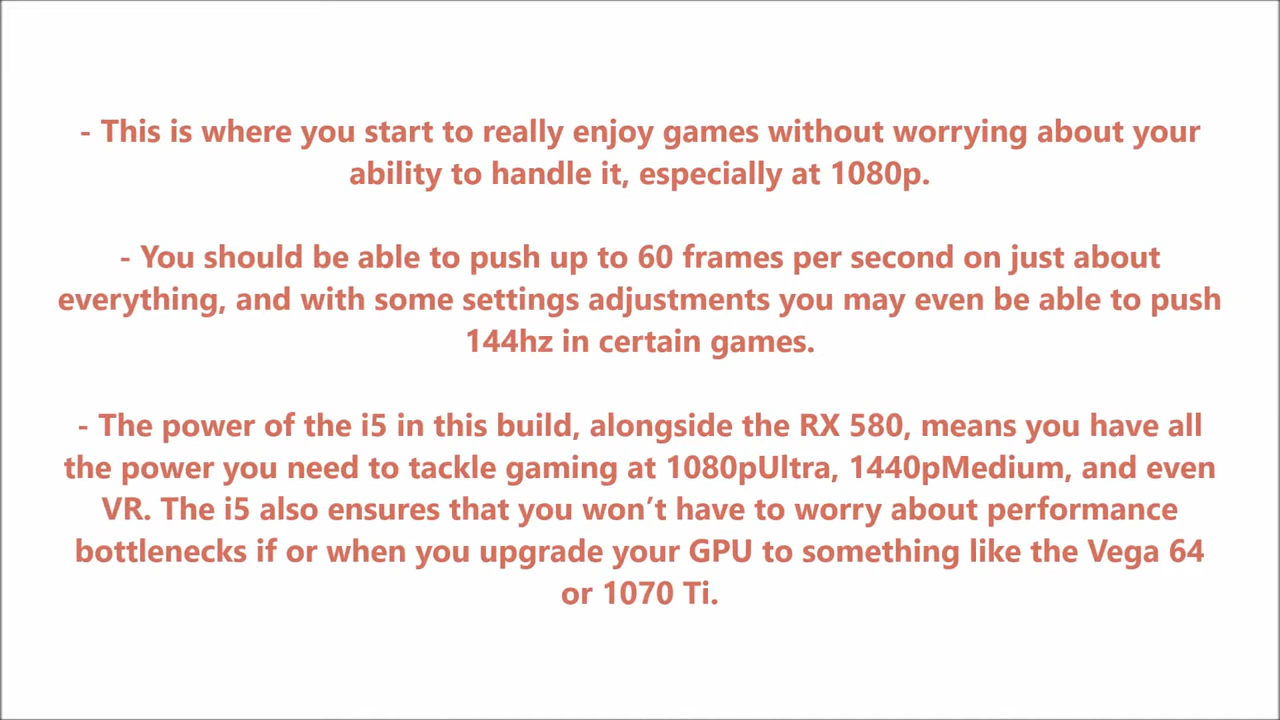 - This is where you start to really enjoy games without worrying about your
ability to handle it, especially at 1080p.
- You should be able to push up to 60 frames per second on just about
everything, and with some settings adjustments you may even be able to push
144hz in certain games.
- The power of the i5 in this build, alongside the RX 580, means you have all
the power you need to tackle gaming at 1080pUltra, 1440pMedium, and even
VR. The i5 also ensures that you won’t have to worry about performance
bottlenecks if or when you upgrade your GPU to something like the Vega 64
or 1070 Ti.